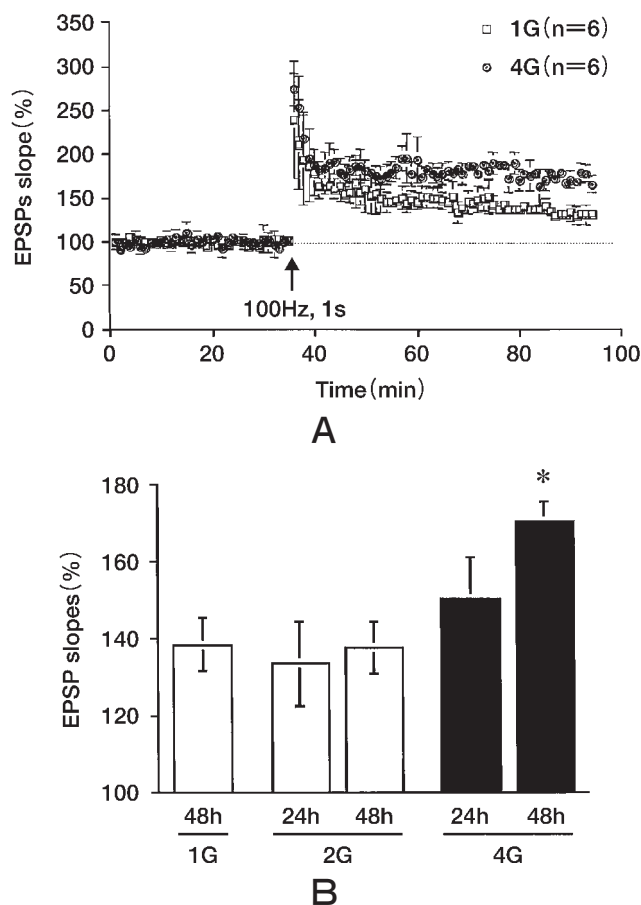 350
300
250
200
150
100
50
0
EPSPs slope(%)
1G(n=6)
4G(n=6)
100Hz, 1s
0 20 40 60 80 100
Time(min)
A
180
160
140
120
100
EPSP slopes(%)
*
48h 24h 48h 24h 48h
1G 2G 4G
B